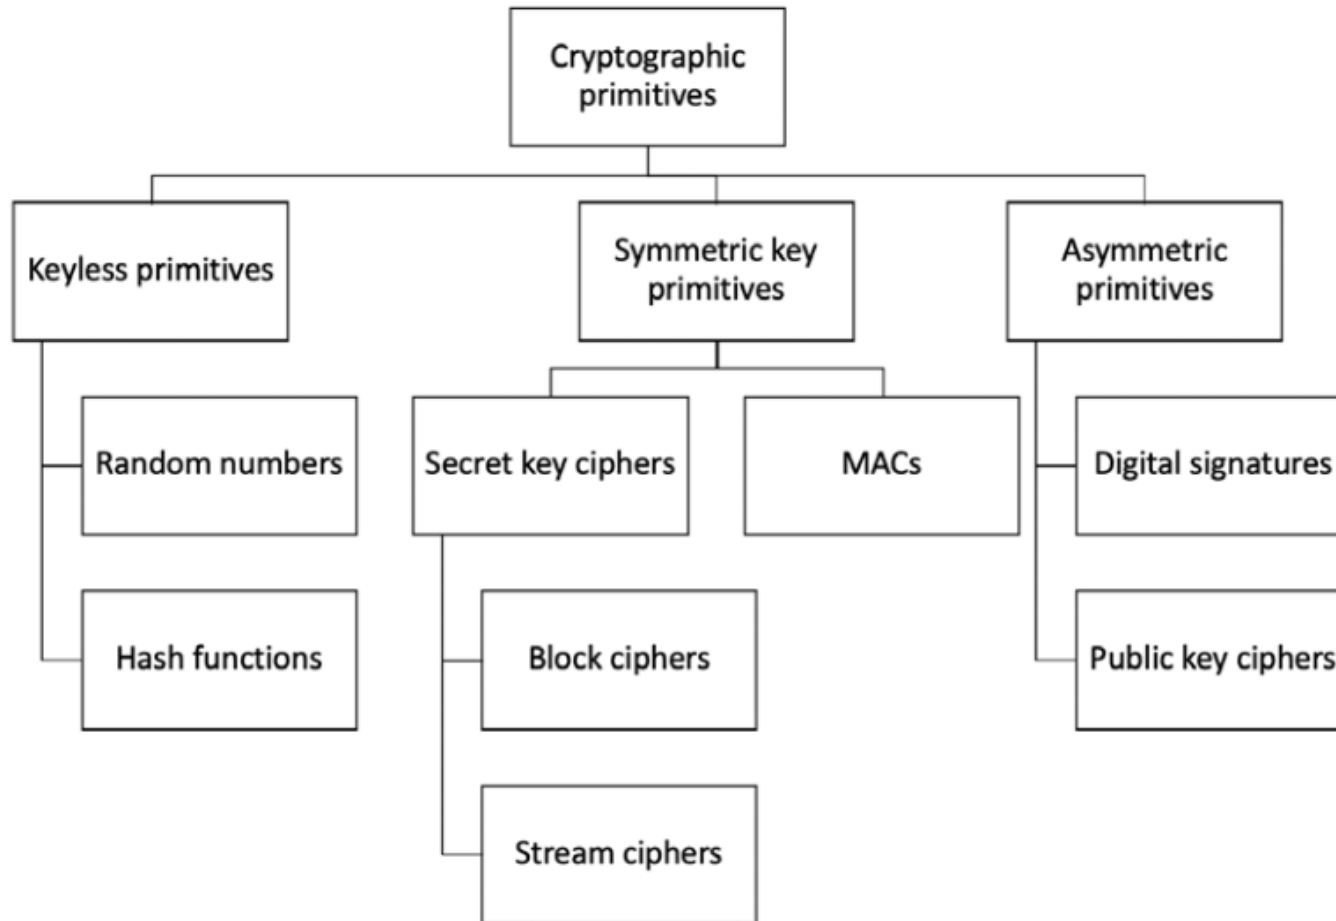 Cryptographic
primitives
Keyless primitives
Symmetric key
primitives
Asymmetric
primitives
Random numbers
Secret key ciphers
MACs
Digital signatures
Hash functions
Block ciphers
Public key ciphers
Stream ciphers